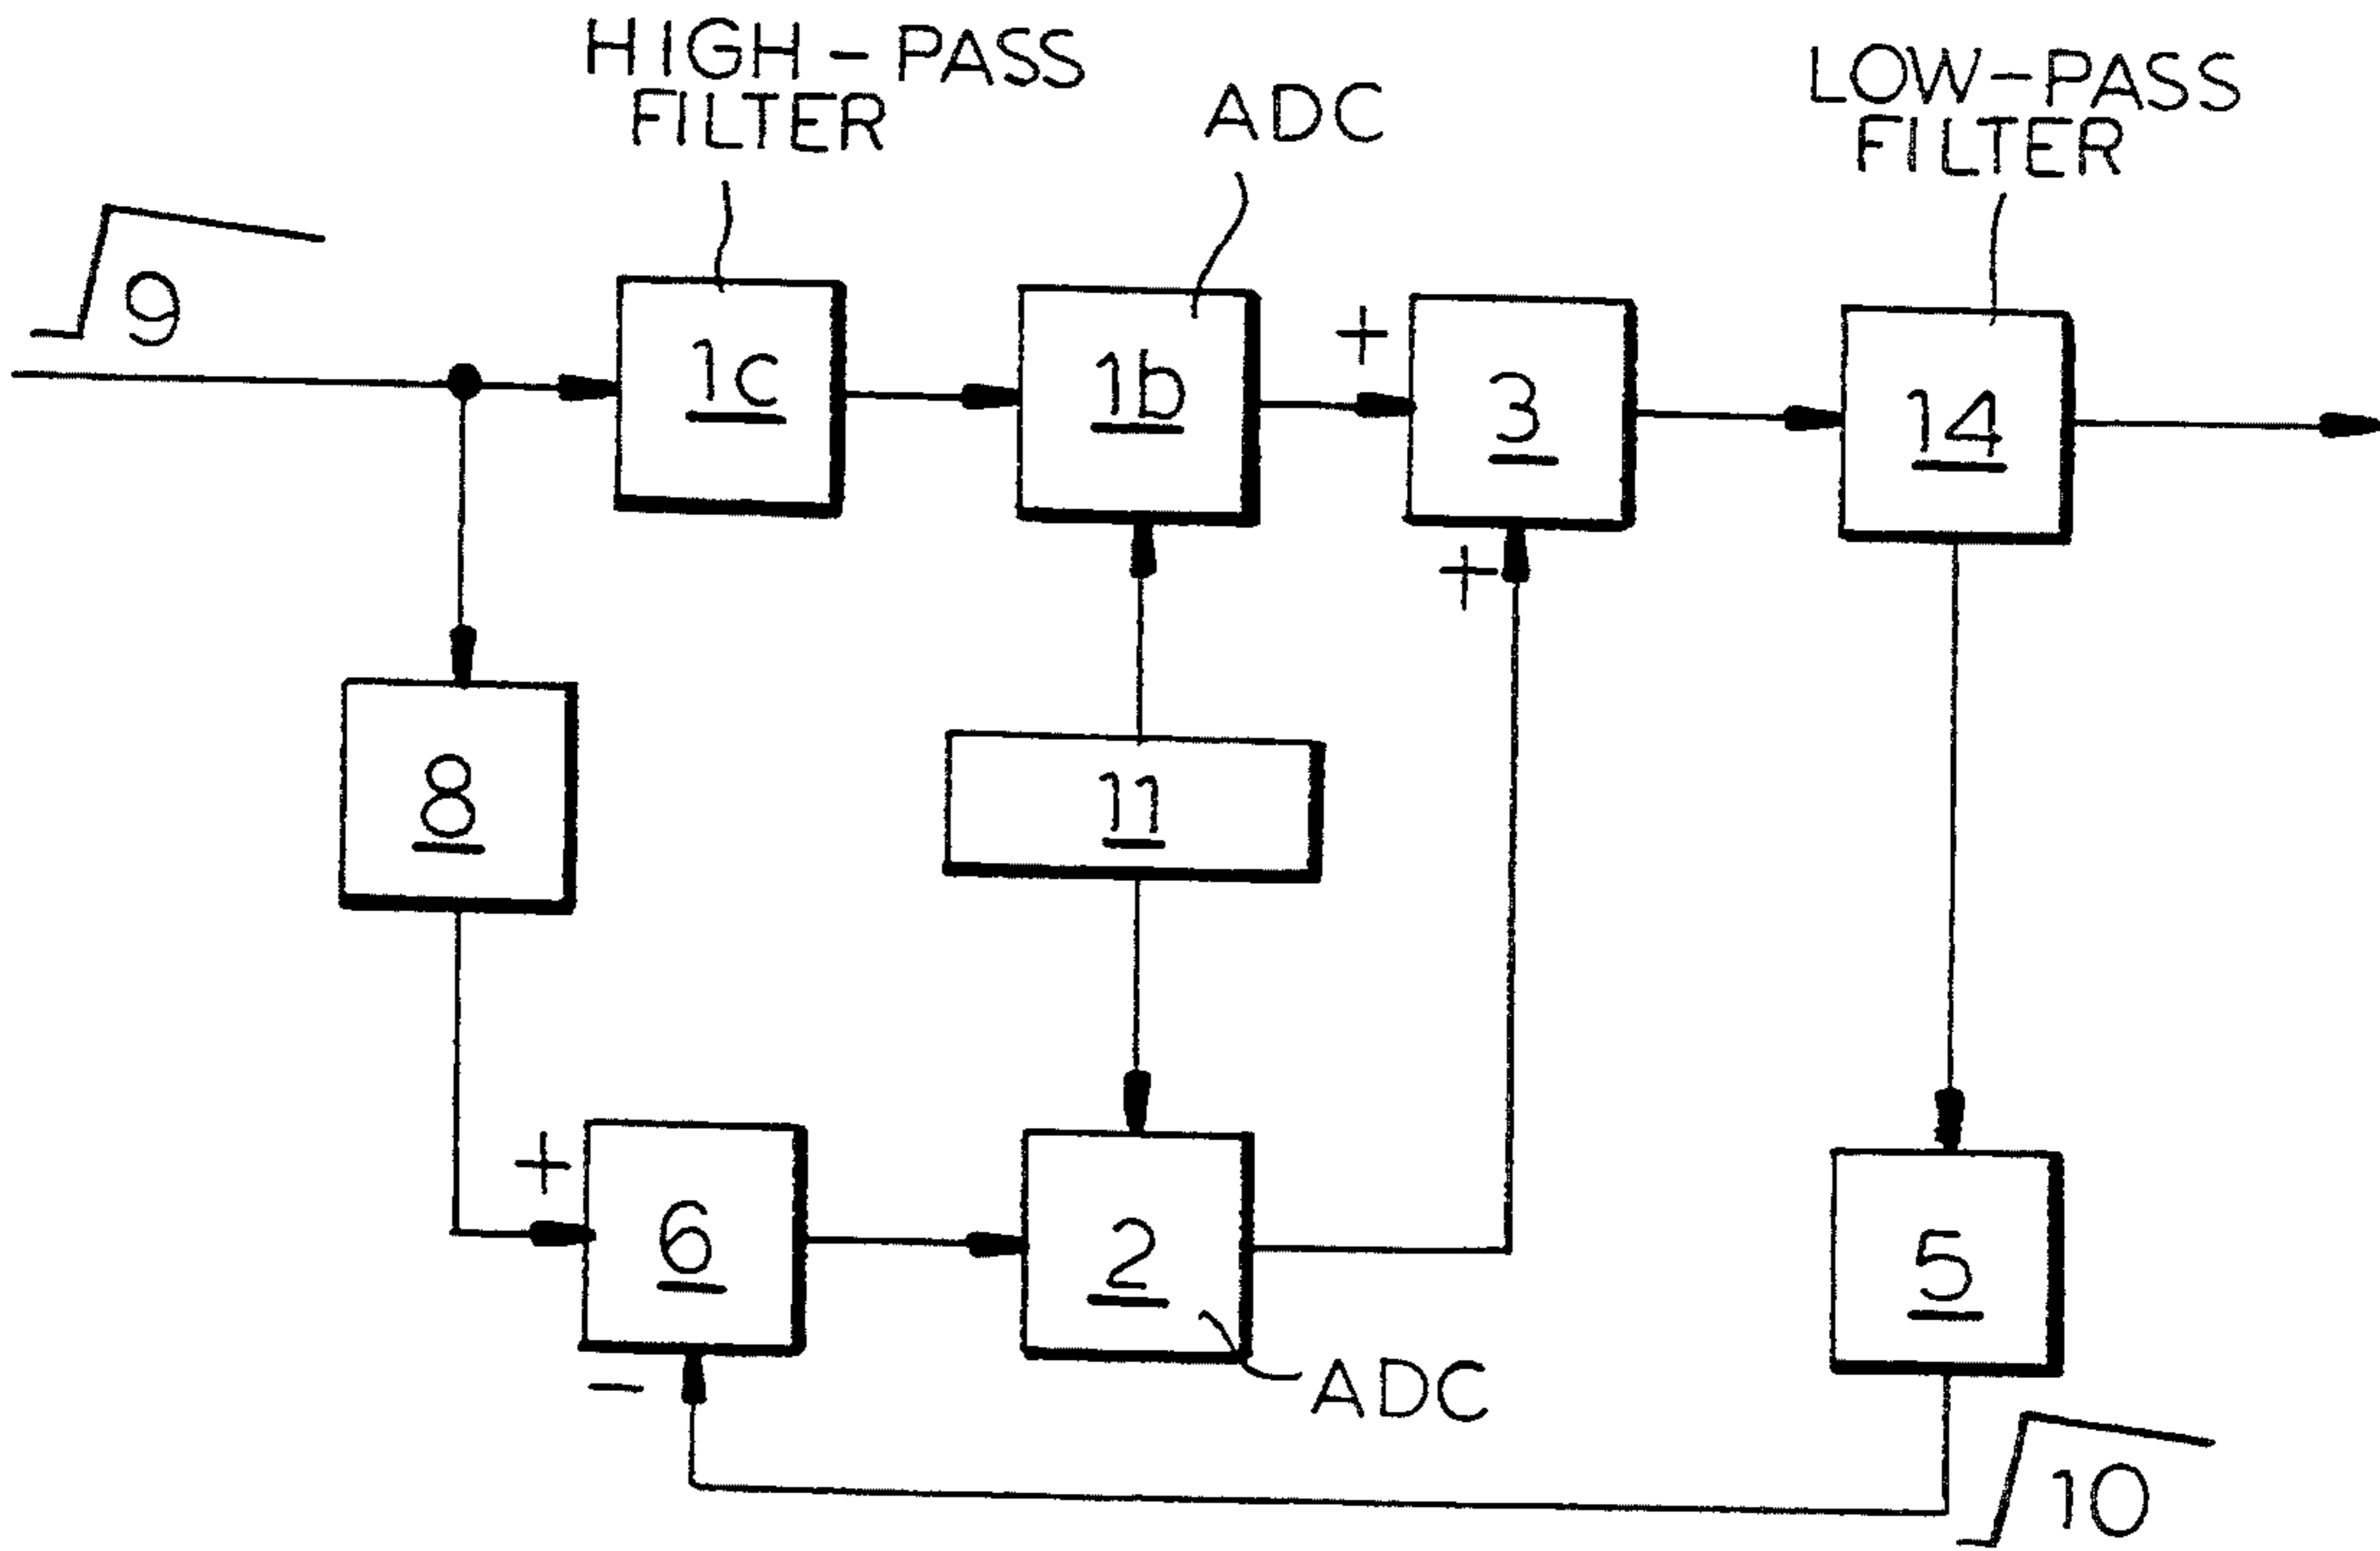 HIGH-PASS
FILTER
ADC
LOW-PASS
FILTER
9
1c
1b
+
3
14
+
8
11
+
6
2
5
-
ADC
10